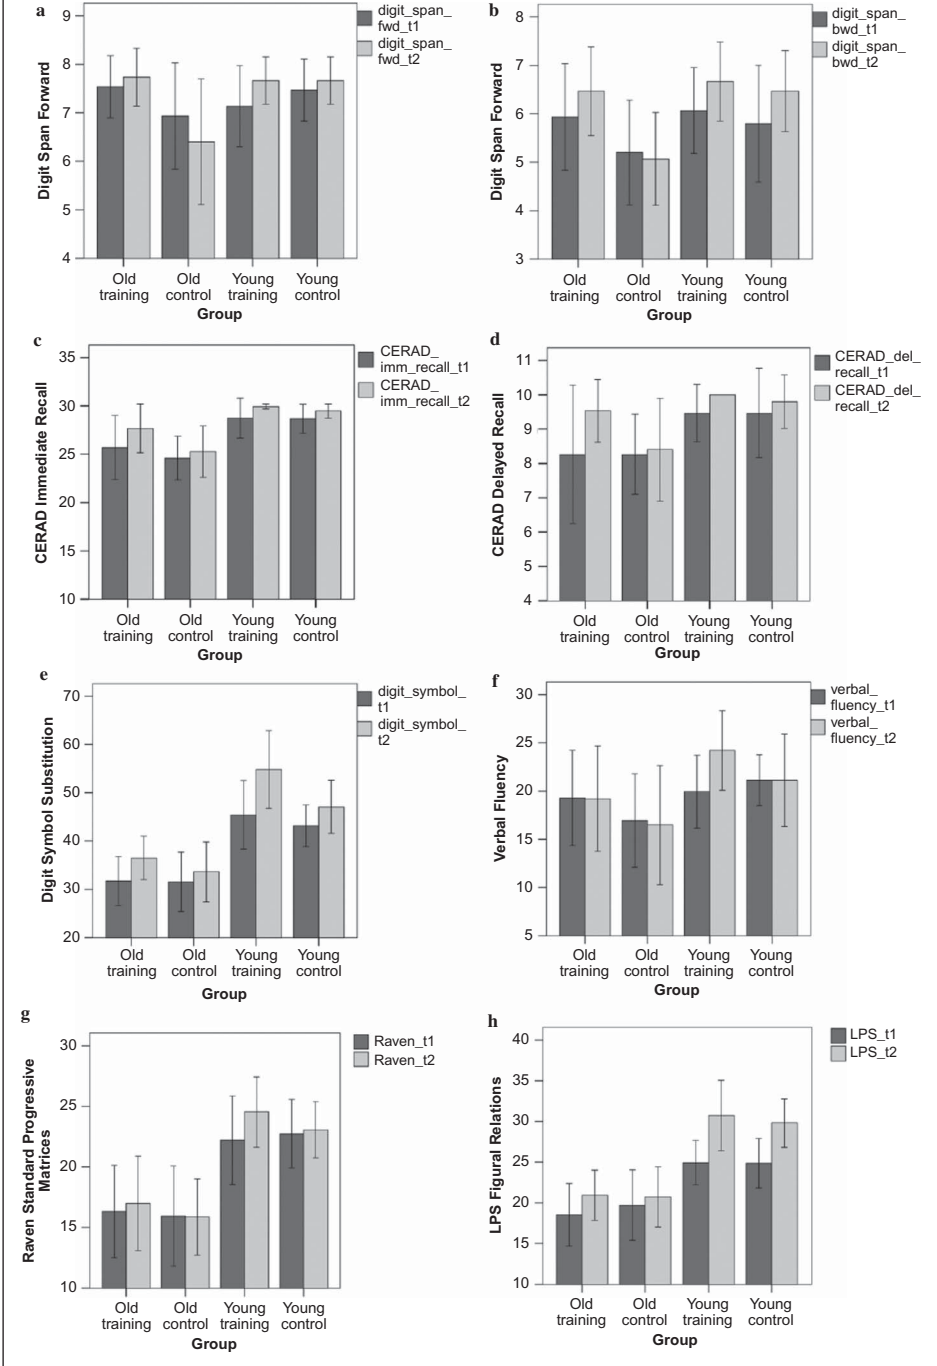 a
digit_span_
fwd_t1
digit_span_
fwd_t2
Digit Span Forward
9
8
7
6
5
4
Old
training
Old
control
Young
training
Young
control
Group
b
digit_span_
bwd_t1
digit_span_
bwd_t2
Digit Span Forward
8
7
6
5
4
3
Old
training
Old
control
Young
training
Young
control
Group
c
CERAD_
imm_recall_t1
CERAD_
imm_recall_t2
CERAD Immediate Recall
35
30
25
20
15
10
Old
training
Old
control
Young
training
Young
control
Group
d
CERAD_del_
recall_t1
CERAD_del_
recall_t2
CERAD Delayed Recall
11
10
9
8
7
6
5
4
Old
training
Old
control
Young
training
Young
control
Group
e
digit_symbol_
t1
digit_symbol_
t2
Digit Symbol Substitution
70
60
50
40
30
20
Old
training
Old
control
Young
training
Young
control
Group
f
verbal_
fluency_t1
verbal_
fluency_t2
Verbal Fluency
30
25
20
15
10
5
Old
training
Old
control
Young
training
Young
control
Group
g
Raven_t1
Raven_t2
Raven Standard Progressive
Matrices
30
25
20
15
10
Old
training
Old
control
Young
training
Young
control
Group
h
LPS_t1
LPS_t2
LPS Figural Relations
40
35
30
25
20
15
10
Old
training
Old
control
Young
training
Young
control
Group